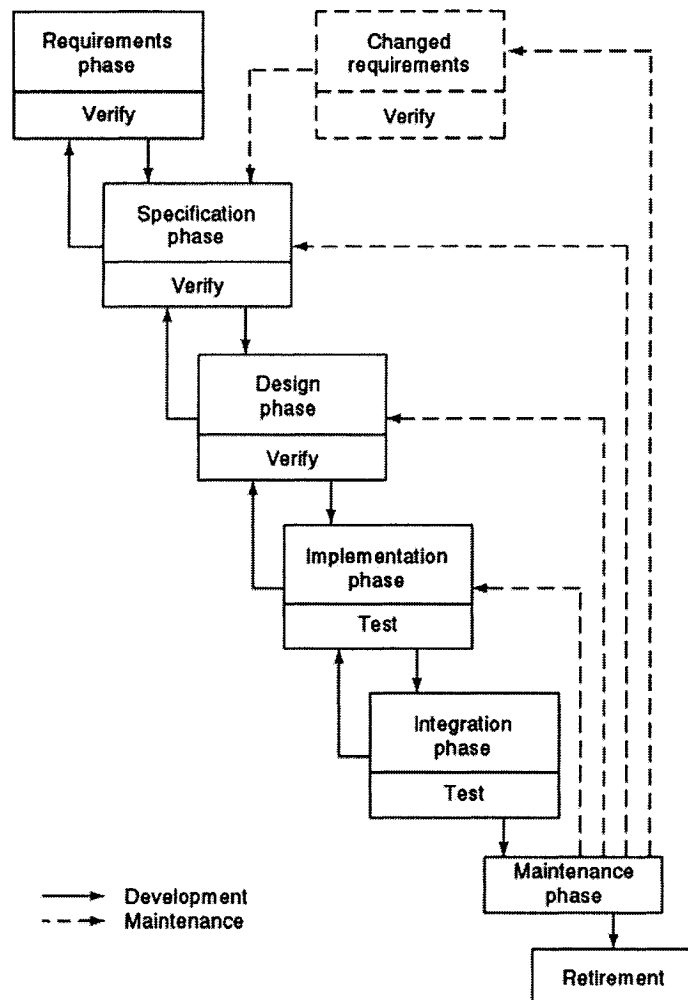 Requirements
phase
Verify
Changed
requirements
Verify
Specification
phase
Verify
Design
phase
Verify
Implementation
phase
Test
Integration
phase
Test
Maintenance
phase
Development
Maintenance
Retirement